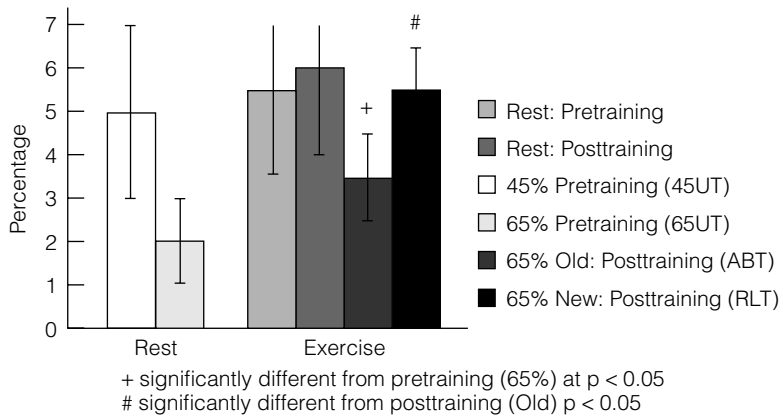 7
6
5
4
3
2
1
0
Percentage
+
#
Rest
Exercise
Rest: Pretraining
Rest: Posttraining
45% Pretraining (45UT)
65% Pretraining (65UT)
65% Old: Posttraining (ABT)
65% New: Posttraining (RLT)
+ significantly different from pretraining (65%) at p < 0.05
# significantly different from posttraining (Old) p < 0.05